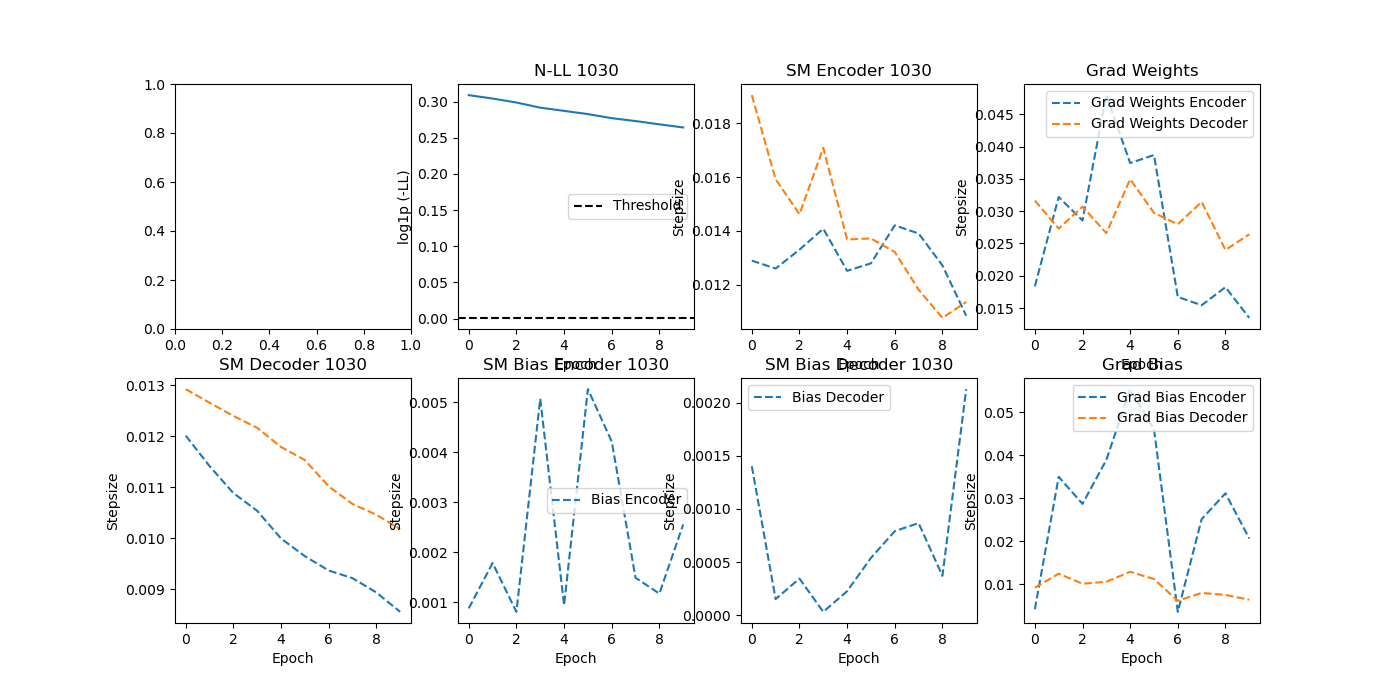 N-LL 1030
SM Encoder 1030
Grad Weights
1.0
0.8
0.6
0.4
0.2
0.0
0.0 0.2 0.4 0.6 0.8 1.0
log1p (-LL)
0.30
0.25
0.20
0.15
0.10
0.05
0.00
Threshold
0 2 4 6 8
Epoch
Stepsize
0.018
0.016
0.014
0.012
0 2 4 6 8
Epoch
Stepsize
0.045
0.040
0.035
0.030
0.025
0.020
0.015
Grad Weights Encoder
Grad Weights Decoder
0 2 4 6 8
Epoch
SM Decoder 1030
SM Bias Encoder 1030
SM Bias Decoder 1030
Grad Bias
Stepsize
0.013
0.012
0.011
0.010
0.009
0 2 4 6 8
Epoch
Stepsize
0.005
0.004
0.003
0.002
0.001
Bias Encoder
0 2 4 6 8
Epoch
Stepsize
0.0020
0.0015
0.0010
0.0005
0.0000
Bias Decoder
0 2 4 6 8
Epoch
Stepsize
0.05
0.04
0.03
0.02
0.01
Grad Bias Encoder
Grad Bias Decoder
0 2 4 6 8
Epoch